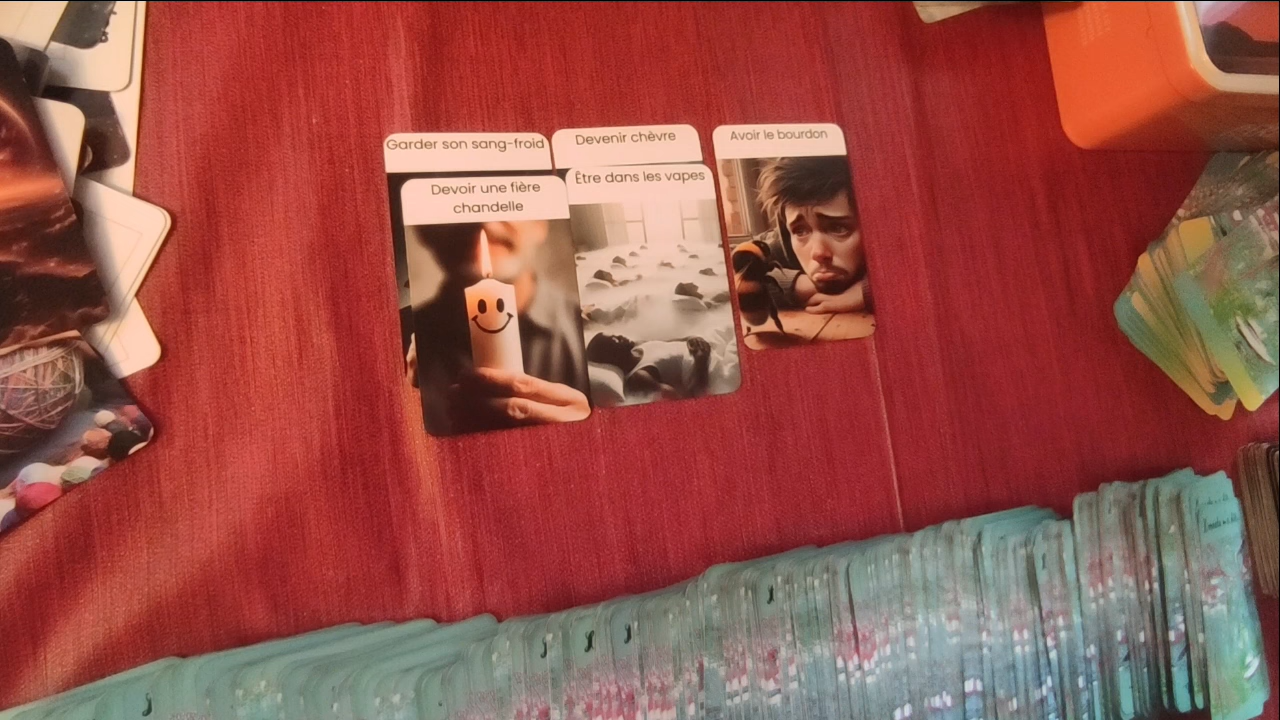 Garder son sang-froid
Devenir chèvre
Avoir le bourdon
Devoir une fière
chandelle
Être dans les vapes